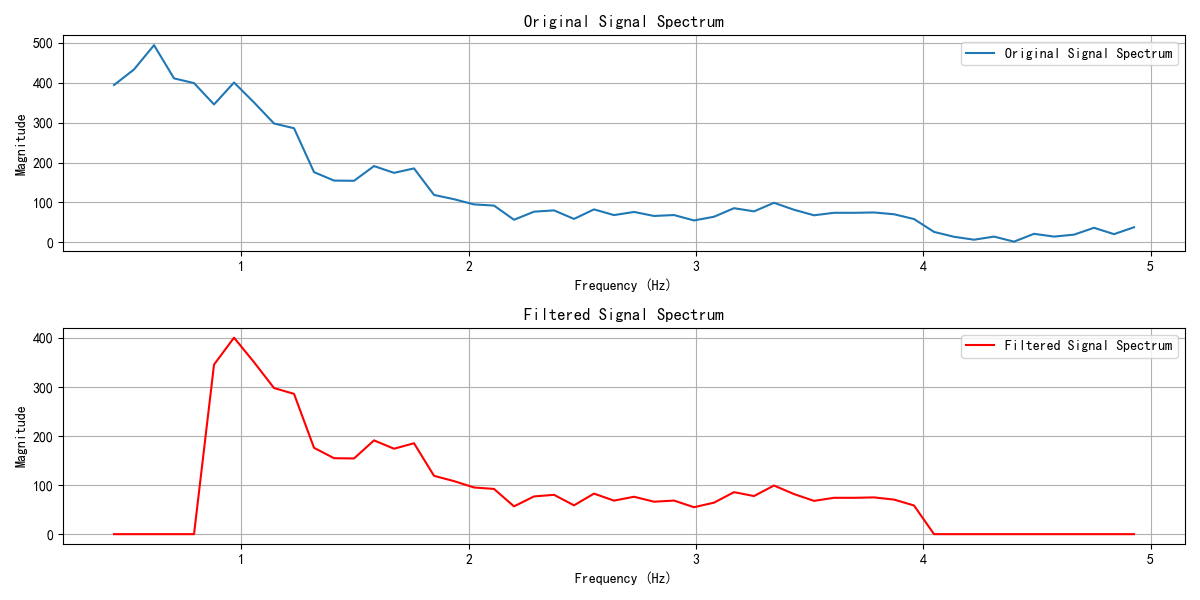 Original Signal Spectrum
500
400
300
200
100
0
Magnitude
Original Signal Spectrum
1 2 3 4 5
Frequency (Hz)
Filtered Signal Spectrum
400
300
200
100
0
Magnitude
Filtered Signal Spectrum
1 2 3 4 5
Frequency (Hz)